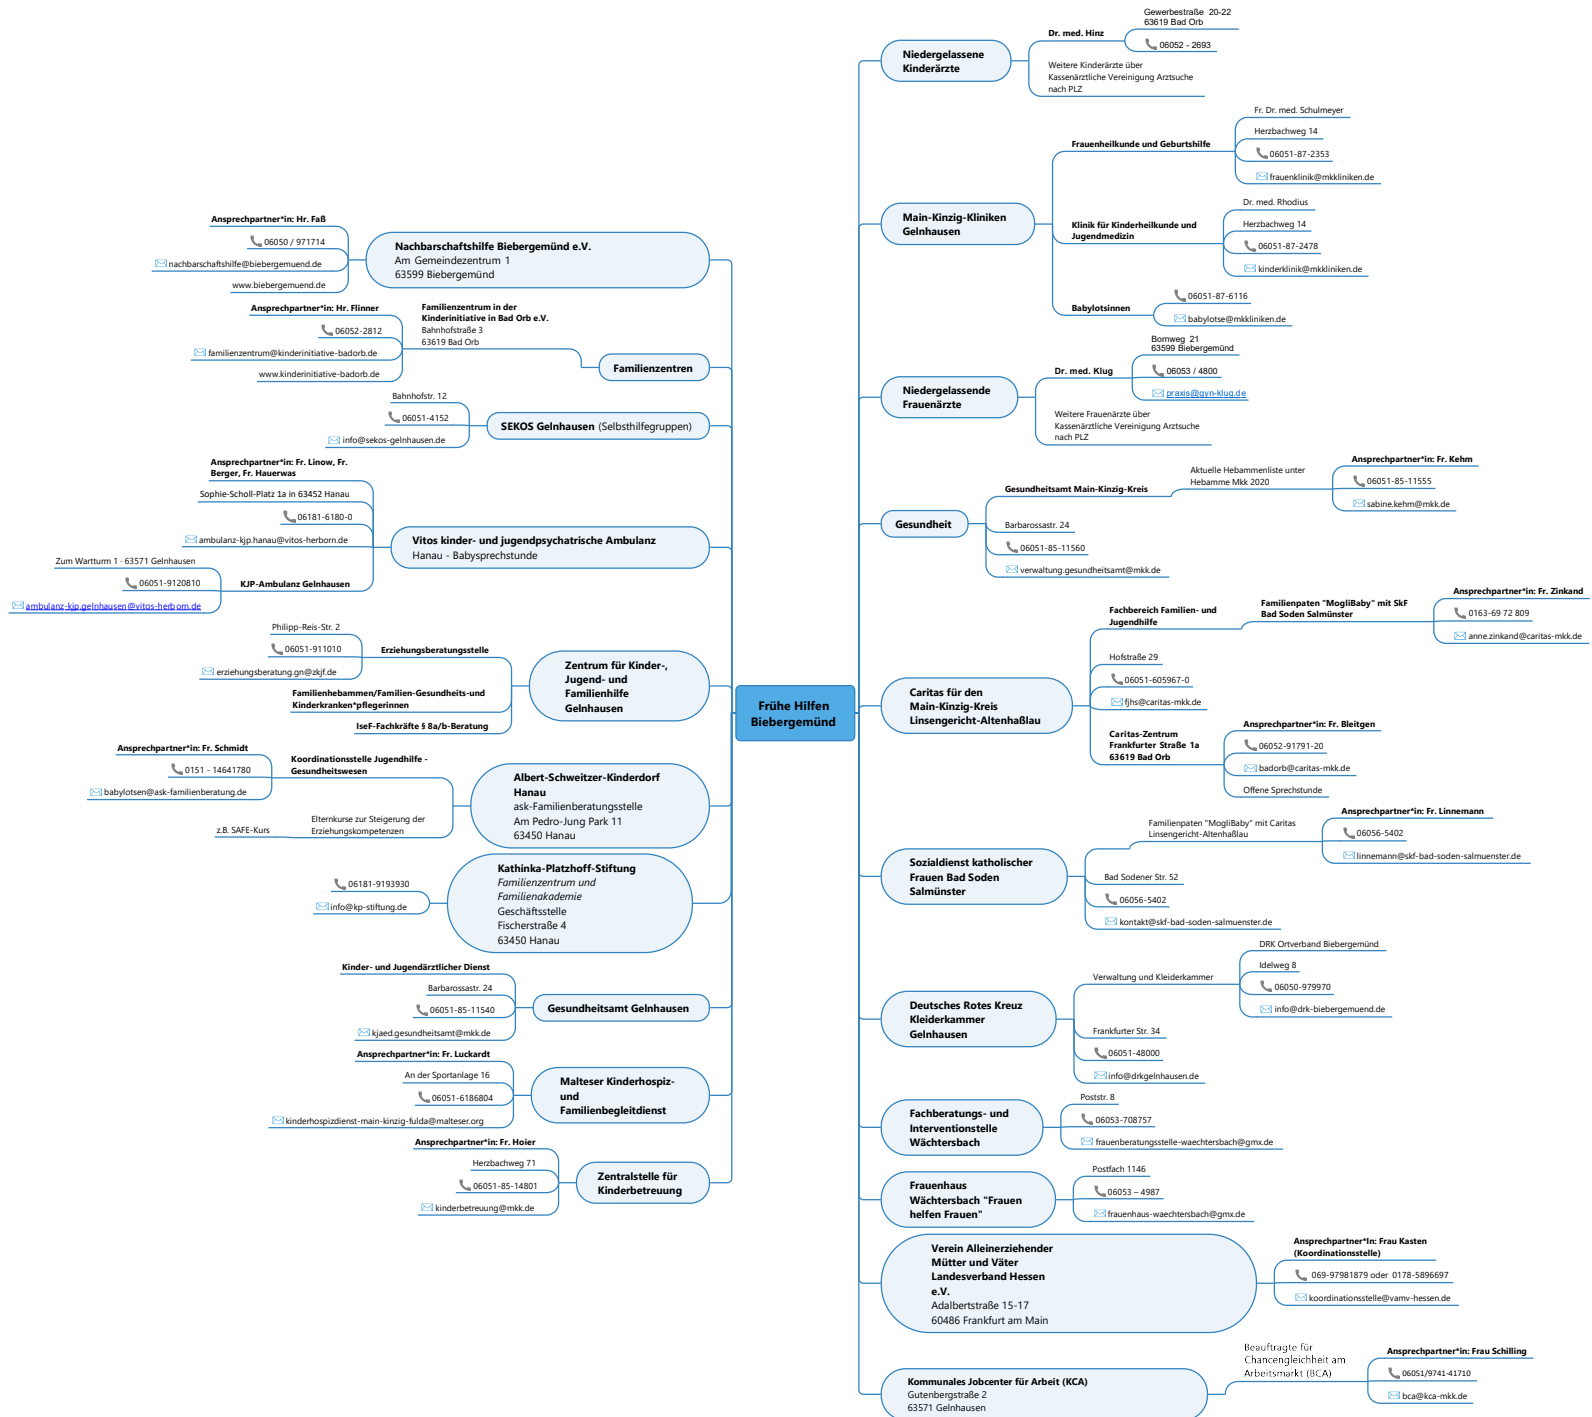 Frühe Hilfen
Biebergemünd
Nachbarschaftshilfe Biebergemünd e.V.
Am Gemeindezentrum 1
63599 Biebergemünd
Ansprechpartner*in: Hr. Faß
06050 / 971714
nachbarschaftshilfe@biebergemuend.de
www.biebergemuend.de
Familienzentren
Familienzentrum in der
Kinderinitiative in Bad Orb e.V.
Bahnhofstraße 3
63619 Bad Orb
Ansprechpartner*in: Hr. Flinner
06052-2812
familienzentrum@kinderinitiative-badorb.de
www.kinderinitiative-badorb.de
SEKOS Gelnhausen (Selbsthilfegruppen)
Bahnhofstr. 12
06051-4152
info@sekos-gelnhausen.de
Vitos kinder- und jugendpsychatrische Ambulanz
Hanau - Babysprechstunde
Ansprechpartner*in: Fr. Linow, Fr.
Berger, Fr. Hauerwas
Sophie-Scholl-Platz 1a in 63452 Hanau
06181-6180-0
ambulanz-kjp.hanau@vitos-herborn.de
KJP-Ambulanz Gelnhausen
Zum Wartturm 1 · 63571 Gelnhausen
06051-9120810
ambulanz-kjp.gelnhausen@vitos-herborn.de
Zentrum für Kinder-,
Jugend- und
Familienhilfe
Gelnhausen
Erziehungsberatungsstelle
Philipp-Reis-Str. 2
06051-911010
erziehungsberatung.gn@zkjf.de
Familienhebammen/Familien-Gesundheits-und
Kinderkranken*pflegerinnen
IseF-Fachkräfte § 8a/b-Beratung
Albert-Schweitzer-Kinderdorf
Hanau
ask-Familienberatungsstelle
Am Pedro-Jung Park 11
63450 Hanau
Koordinationsstelle Jugendhilfe -
Gesundheitswesen
Ansprechpartner*in: Fr. Schmidt
0151 - 14641780
babylotsen@ask-familienberatung.de
Elternkurse zur Steigerung der
Erziehungskompetenzen
z.B. SAFE-Kurs
Kathinka-Platzhoff-Stiftung
Familienzentrum und
Familienakademie
Geschäftsstelle
Fischerstraße 4
63450 Hanau
06181-9193930
info@kp-stiftung.de
Gesundheitsamt Gelnhausen
Kinder- und Jugendärztlicher Dienst
Barbarossastr. 24
06051-85-11540
kjaed.gesundheitsamt@mkk.de
Malteser Kinderhospiz-
und
Familienbegleitdienst
Ansprechpartner*in: Fr. Luckardt
An der Sportanlage 16
06051-6186804
kinderhospizdienst-main-kinzig-fulda@malteser.org
Zentralstelle für
Kinderbetreuung
Ansprechpartner*in: Fr. Hoier
Herzbachweg 71
06051-85-14801
kinderbetreuung@mkk.de
Niedergelassene
Kinderärzte
Dr. med. Hinz
Gewerbestraße 20-22
63619 Bad Orb
06052 - 2693
Weitere Kinderärzte über
Kassenärztliche Vereinigung Arztsuche
nach PLZ
Main-Kinzig-Kliniken
Gelnhausen
Frauenheilkunde und Geburtshilfe
Fr. Dr. med. Schulmeyer
Herzbachweg 14
06051-87-2353
frauenklinik@mkkliniken.de
Klinik für Kinderheilkunde und
Jugendmedizin
Dr. med. Rhodius
Herzbachweg 14
06051-87-2478
kinderklinik@mkkliniken.de
Babylotsinnen
06051-87-6116
babylotse@mkkliniken.de
Niedergelassende
Frauenärzte
Dr. med. Klug
Bornweg 21
63599 Biebergemünd
06053 / 4800
praxis@gyn-klug.de
Weitere Frauenärzte über
Kassenärztliche Vereinigung Arztsuche
nach PLZ
Gesundheit
Gesundheitsamt Main-Kinzig-Kreis
Aktuelle Hebammenliste unter
Hebamme Mkk 2020
Ansprechpartner*in: Fr. Kehm
06051-85-11555
sabine.kehm@mkk.de
Barbarossastr. 24
06051-85-11560
verwaltung.gesundheitsamt@mkk.de
Caritas für den
Main-Kinzig-Kreis
Linsengericht-Altenhaßlau
Fachbereich Familien- und
Jugendhilfe
Familienpaten "MogliBaby" mit SkF
Bad Soden Salmünster
Ansprechpartner*in: Fr. Zinkand
0163-69 72 809
anne.zinkand@caritas-mkk.de
Hofstraße 29
06051-605967-0
fjhs@caritas-mkk.de
Caritas-Zentrum
Frankfurter Straße 1a
63619 Bad Orb
Ansprechpartner*in: Fr. Bleitgen
06052-91791-20
badorb@caritas-mkk.de
Offene Sprechstunde
Sozialdienst katholischer
Frauen Bad Soden
Salmünster
Familienpaten "MogliBaby" mit Caritas
Linsengericht-Altenhaßlau
Ansprechpartner*in: Fr. Linnemann
06056-5402
linnemann@skf-bad-soden-salmuenster.de
Bad Sodener Str. 52
06056-5402
kontakt@skf-bad-soden-salmuenster.de
Deutsches Rotes Kreuz
Kleiderkammer
Gelnhausen
Verwaltung und Kleiderkammer
DRK Ortverband Biebergemünd
Idelweg 8
06050-979970
info@drk-biebergemuend.de
Frankfurter Str. 34
06051-48000
info@drkgelnhausen.de
Fachberatungs- und
Interventionstelle
Wächtersbach
Poststr. 8
06053-708757
frauenberatungsstelle-waechtersbach@gmx.de
Frauenhaus
Wächtersbach "Frauen
helfen Frauen"
Postfach 1146
06053 – 4987
frauenhaus-waechtersbach@gmx.de
Verein Alleinerziehender
Mütter und Väter
Landesverband Hessen
e.V.
Adalbertstraße 15-17
60486 Frankfurt am Main
Ansprechpartner*In: Frau Kasten
(Koordinationsstelle)
069-97981879 oder 0178-5896697
koordinationsstelle@vamv-hessen.de
Kommunales Jobcenter für Arbeit (KCA)
Gutenbergstraße 2
63571 Gelnhausen
Beauftragte für
Chancengleichheit am
Arbeitsmarkt (BCA)
Ansprechpartner*in: Frau Schilling
06051/9741-41710
bca@kca-mkk.de